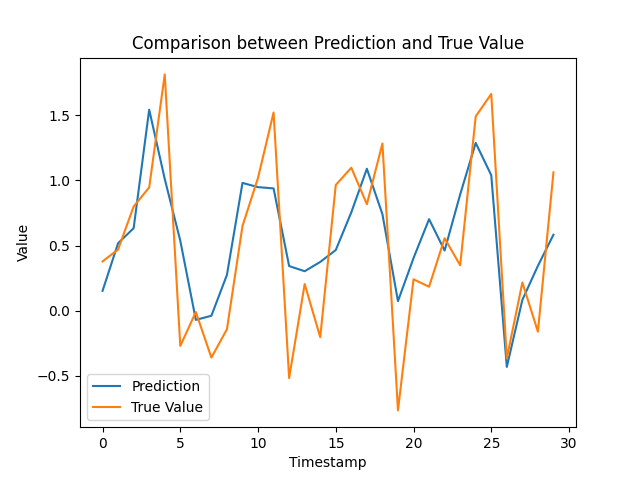 Comparison between Prediction and True Value
Value
1.5
1.0
0.5
0.0
−0.5
Prediction
True Value
0 5 10 15 20 25 30
Timestamp